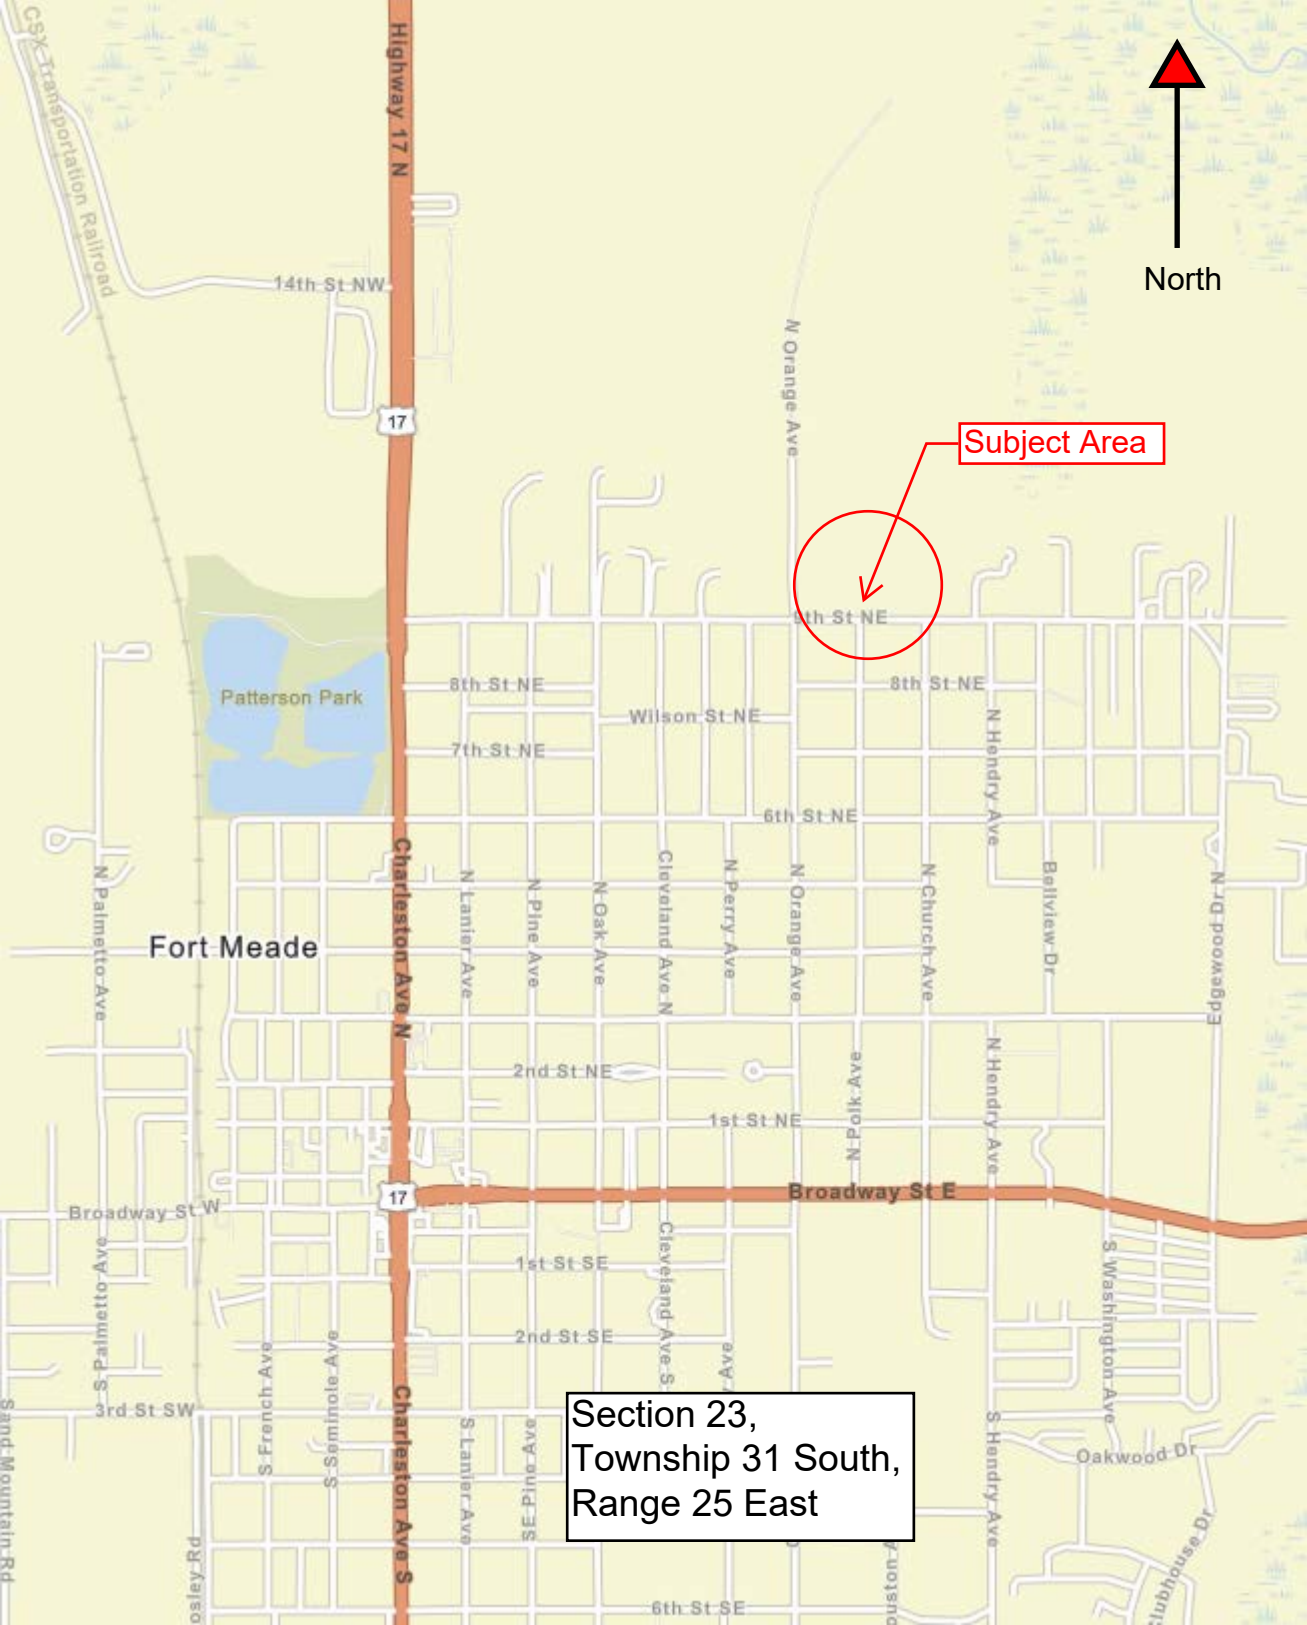 CSX Transportation Railroad
Highway 17 N
North
14th St NW
N Orange Ave
17
Subject Area
9th St NE
Patterson Park
8th St NE
8th St NE
Wilson St NE
N Hendry Ave
7th St NE
6th St NE
Charleston Ave N
N Palmetto Ave
N Lanier Ave
N Pine Ave
N Oak Ave
Cleveland Ave N
N Perry Ave
N Orange Ave
N Church Ave
Bellview Dr
N Edgewood Dr
Fort Meade
2nd St NE
N Polk Ave
N Hendry Ave
1st St NE
17
Broadway St E
Broadway St W
S Palmetto Ave
1st St SE
Cleveland Ave S
S Washington Ave
2nd St SE
S French Ave
S Seminole Ave
y Ave
Charleston Ave S
3rd St SW
Sand Mountain Rd
S Lanier Ave
SE Pine Ave
Section 23,
Township 31 South,
Range 25 East
S Hendry Ave
Oakwood Dr
Clubhouse Dr
osley Rd
ouston A
6th St SE